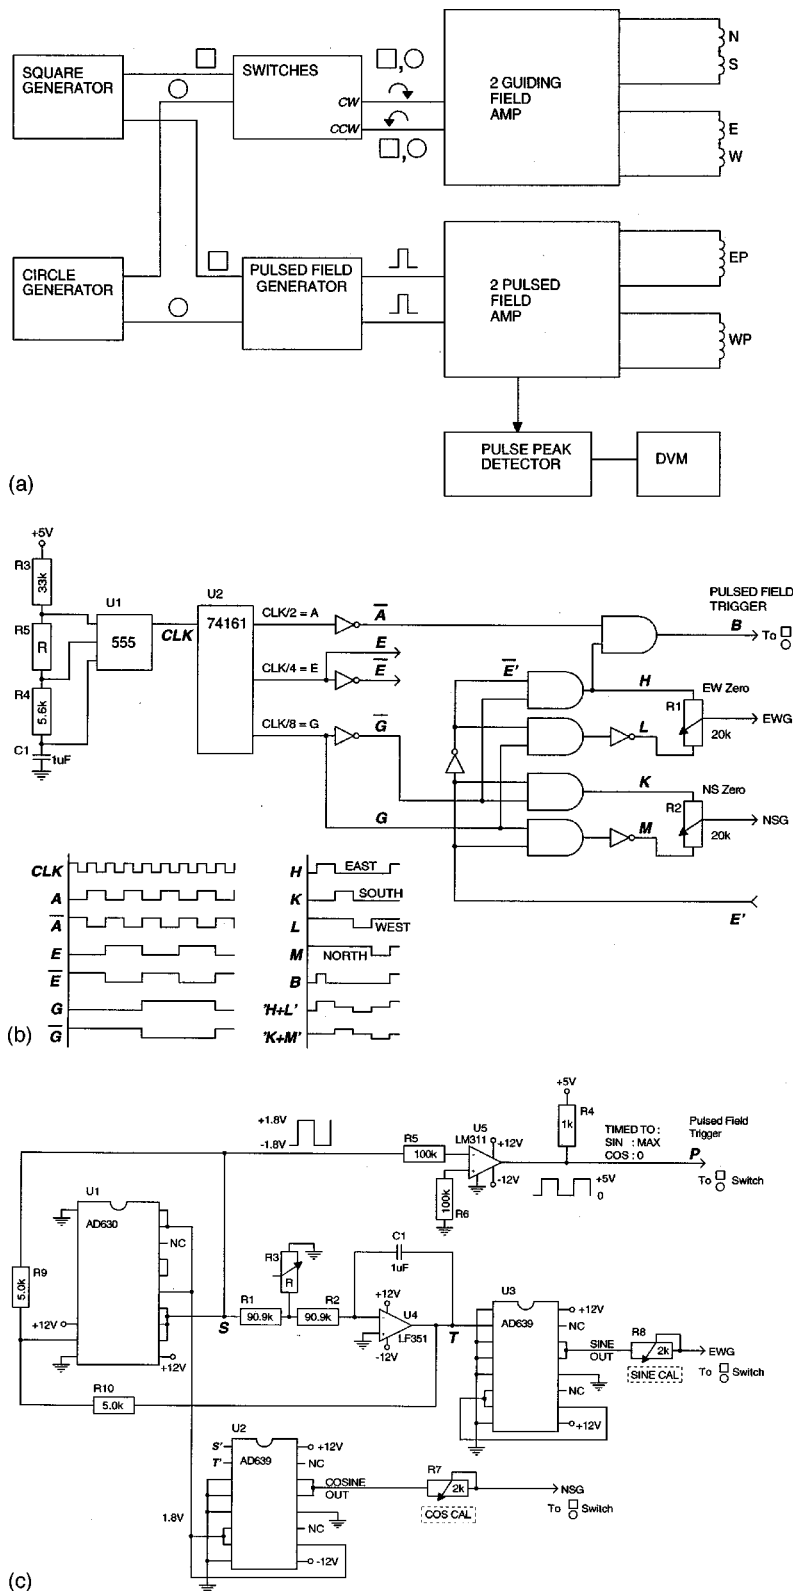 SQUARE GENERATOR
SWITCHES
CW
CCW
2 GUIDING FIELD AMP
N
S
E
W
CIRCLE GENERATOR
PULSED FIELD GENERATOR
2 PULSED FIELD AMP
EP
WP
PULSE PEAK DETECTOR
DVM
(a)
+5V
R3
33k
R5
R
R4
5.6k
C1
1uF
U1
555
CLK
U2
74161
CLK/2 = A
CLK/4 = E
CLK/8 = G
A
E
E
G
G
E'
H
L
K
M
PULSED FIELD TRIGGER
B
To
EW Zero
R1
20k
EWG
NS Zero
R2
20k
NSG
E'
CLK
A
A
E
E
G
G
H EAST
K SOUTH
L WEST
M NORTH
B
'H+L'
'K+M'
(b)
+1.8V
-1.8V
R5
100k
U5
LM311
+12V
-12V
100k
R6
+5V
R4
1k
TIMED TO :
SIN : MAX
COS : 0
Pulsed Field
Trigger
P
To Switch
+5V
0
U1
AD630
NC
R9
5.0k
+12V
+12V
R10
5.0k
S
R1
90.9k
R3
R
R2
90.9k
C1
1uF
+12V
U4
LF351
-12V
T
U3
AD639
+12V
NC
SINE
OUT
NC
+12V
R8
2k
SINE CAL
EWG
To Switch
1.8V
U2
S'
T'
AD639
+12V
NC
COSINE
OUT
NC
-12V
R7
2k
COS CAL
NSG
To Switch
(c)